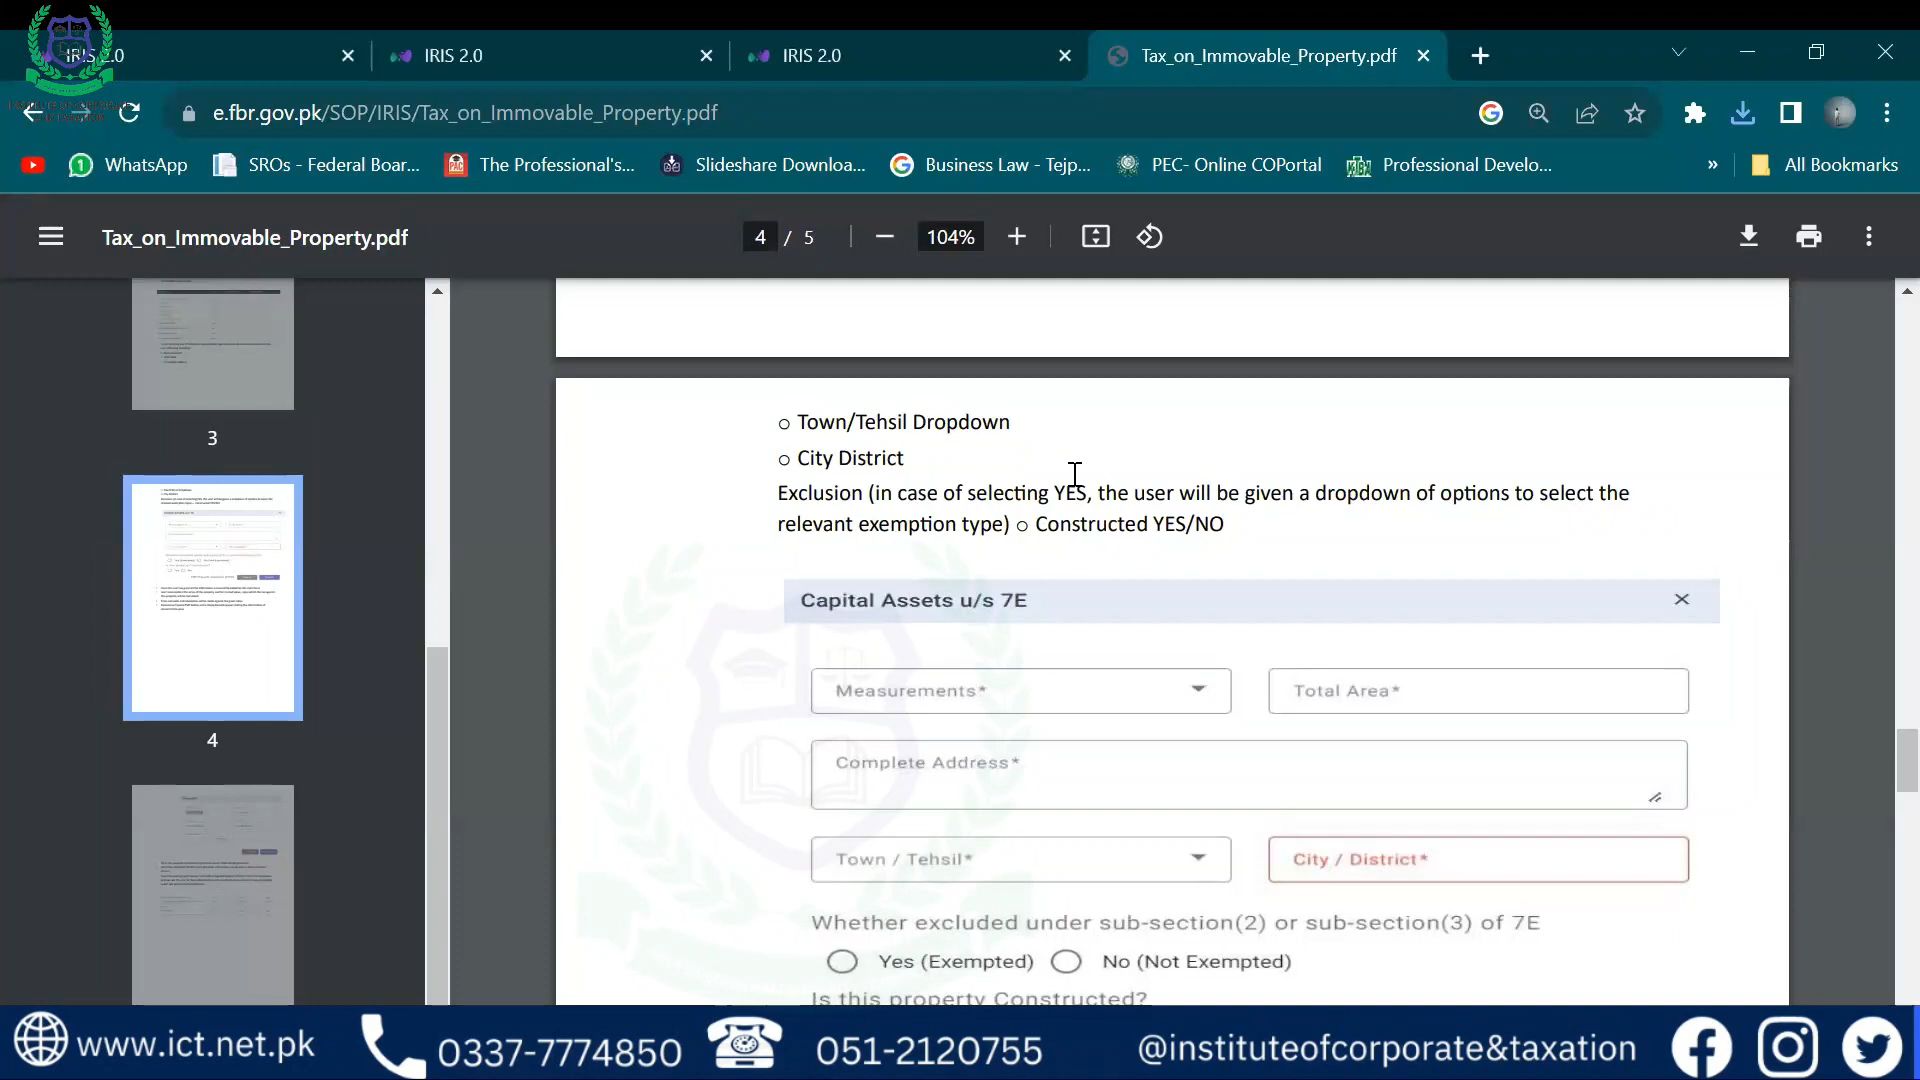 IRIS 2.0
IRIS 2.0
IRIS 2.0
Tax_on_Immovable_Property.pdf
e.fbr.gov.pk/SOP/IRIS/Tax_on_Immovable_Property.pdf
WhatsApp
SROs - Federal Boar...
The Professional's...
Slideshare Downloa...
Business Law - Tejp...
PEC- Online COPortal
Professional Develo...
»
All Bookmarks
Tax_on_Immovable_Property.pdf
4 / 5
104%
3
4
○ Town/Tehsil Dropdown
○ City District
Exclusion (in case of selecting YES, the user will be given a dropdown of options to select the
relevant exemption type) ○ Constructed YES/NO
Capital Assets u/s 7E
Measurements*
Total Area*
Complete Address*
Town / Tehsil*
City / District*
Whether excluded under sub-section(2) or sub-section(3) of 7E
Yes (Exempted)
No (Not Exempted)
Is this property Constructed?
www.ict.net.pk
0337-7774850
051-2120755
@instituteofcorporate&taxation